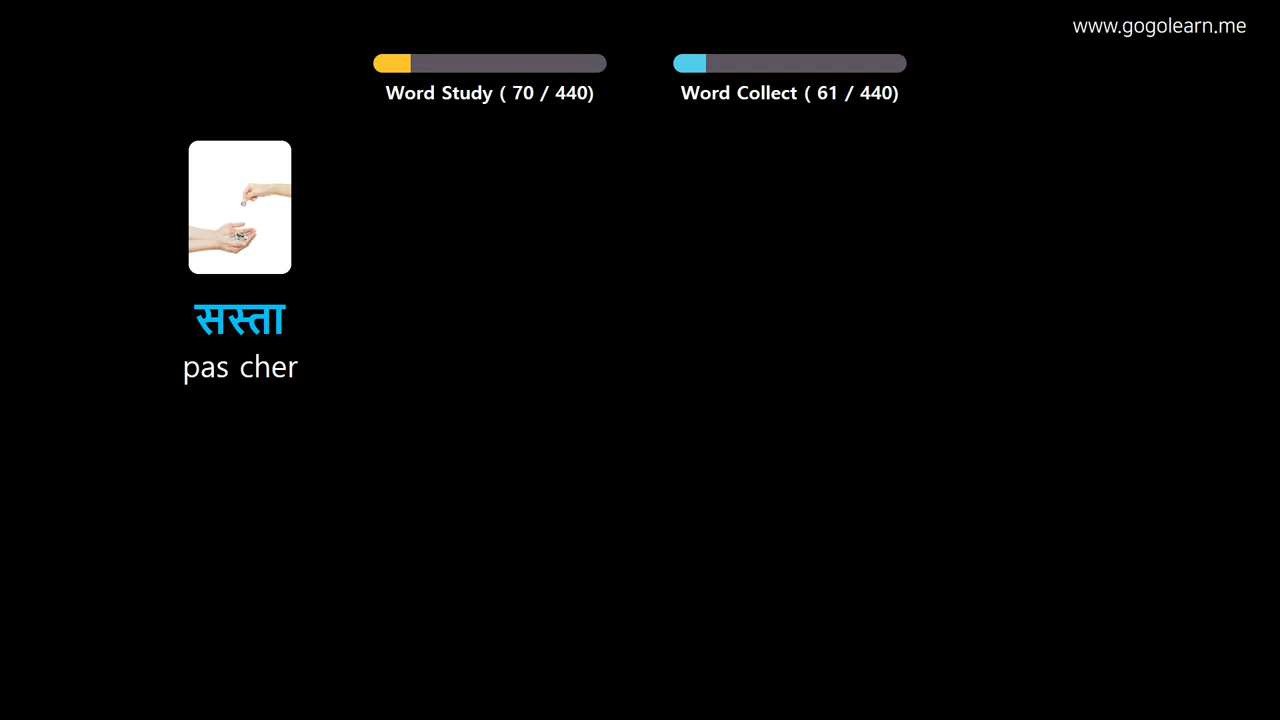 www.gogolearn.me
Word Study ( 70 / 440)
Word Collect ( 61 / 440)
सस्ता
pas cher